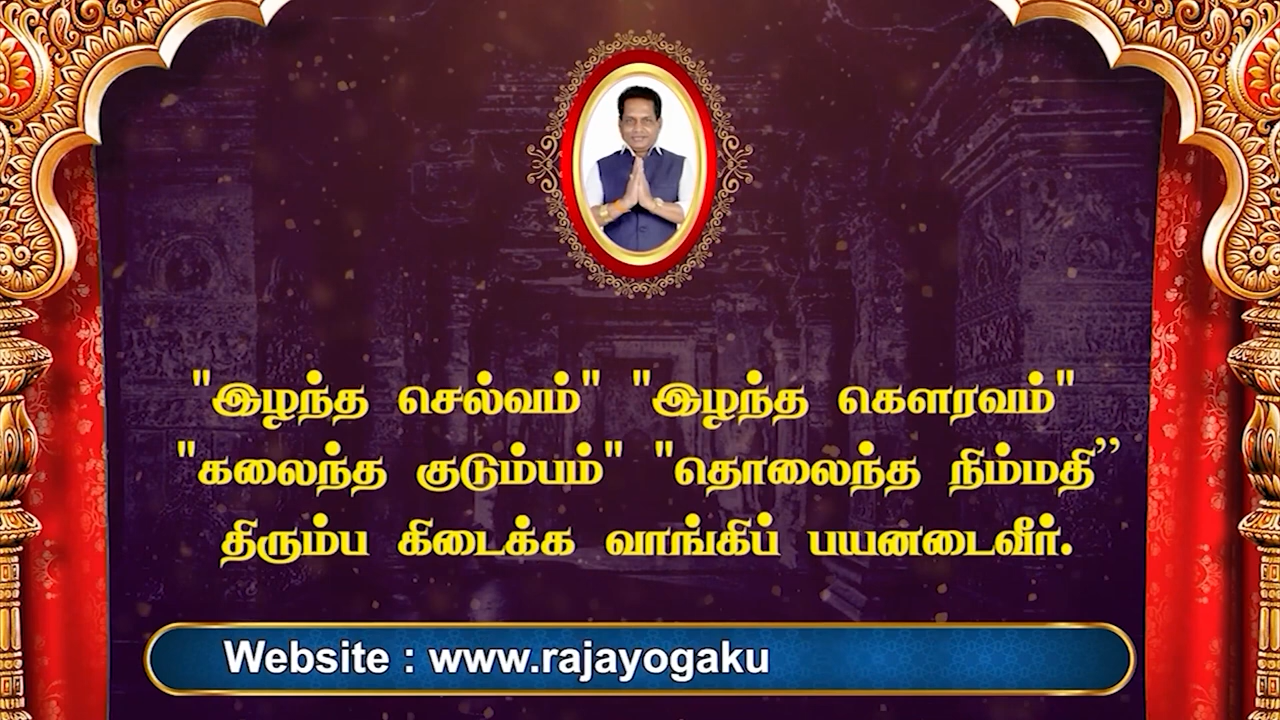 "இழந்த செல்வம்" "இழந்த கௌரவம்"
"கலைந்த குடும்பம்" "தொலைந்த நிம்மதி”
திரும்ப கிடைக்க வாங்கிப் பயனடைவீர்.
Website : www.rajayogaku